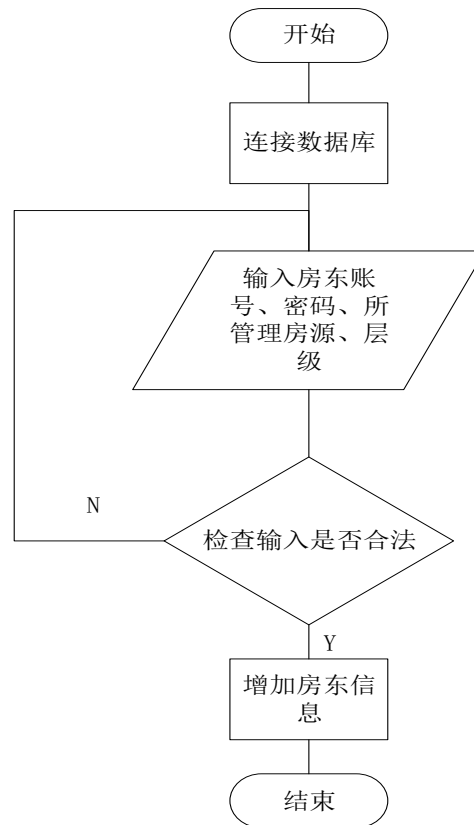 开始
连接数据库
输入房东账
号、密码、所
管理房源、层
级
N
检查输入是否合法
Y
增加房东信
息
结束